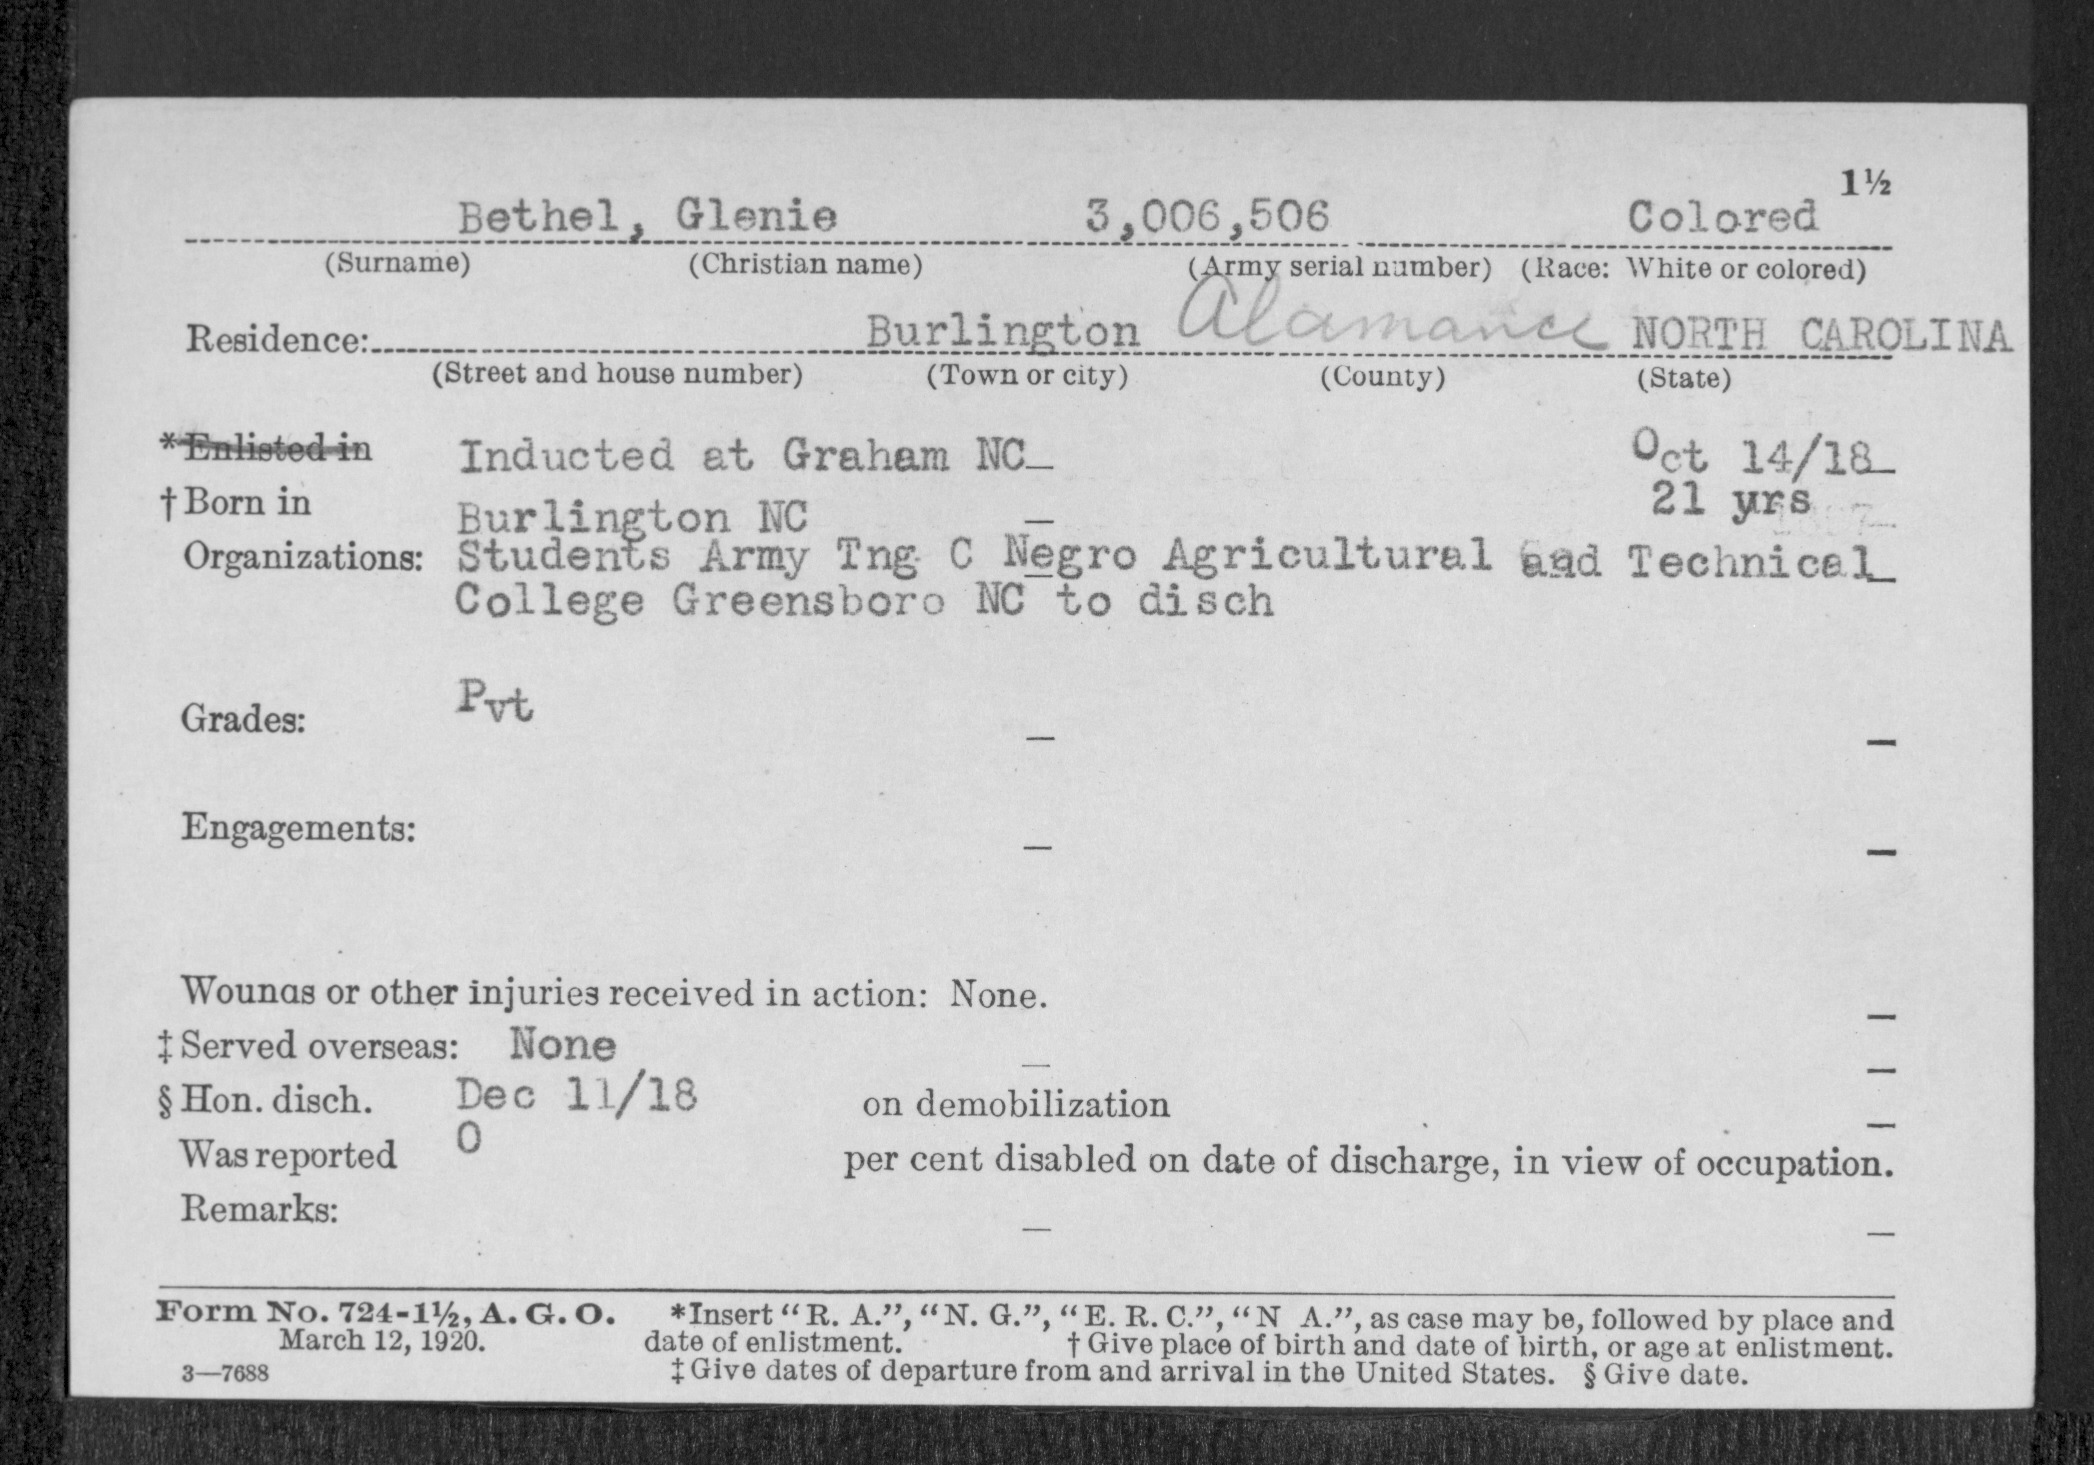 1½
Bethel, Glenie 3,006,506 Colored
(Surname) (Christian name) (Army serial number) (Race: White or colored)
Residence: Burlington Alamance NORTH CAROLINA
(Street and house number) (Town or city) (County) (State)
*Enlisted in Inducted at Graham NC Oct 14/18
†Born in Burlington NC 21 yrs
Organizations: Students Army Tng C Negro Agricultural and Technical
College Greensboro NC to disch
Grades: Pvt
Engagements:
Wounds or other injuries received in action: None.
‡Served overseas: None
§Hon. disch. Dec 11/18 on demobilization
Was reported 0 per cent disabled on date of discharge, in view of occupation.
Remarks:
Form No. 724-1½, A. G. O. *Insert "R. A.", "N. G.", "E. R. C.", "N A.", as case may be, followed by place and
March 12, 1920. date of enlistment. †Give place of birth and date of birth, or age at enlistment.
3—7688 ‡Give dates of departure from and arrival in the United States. §Give date.